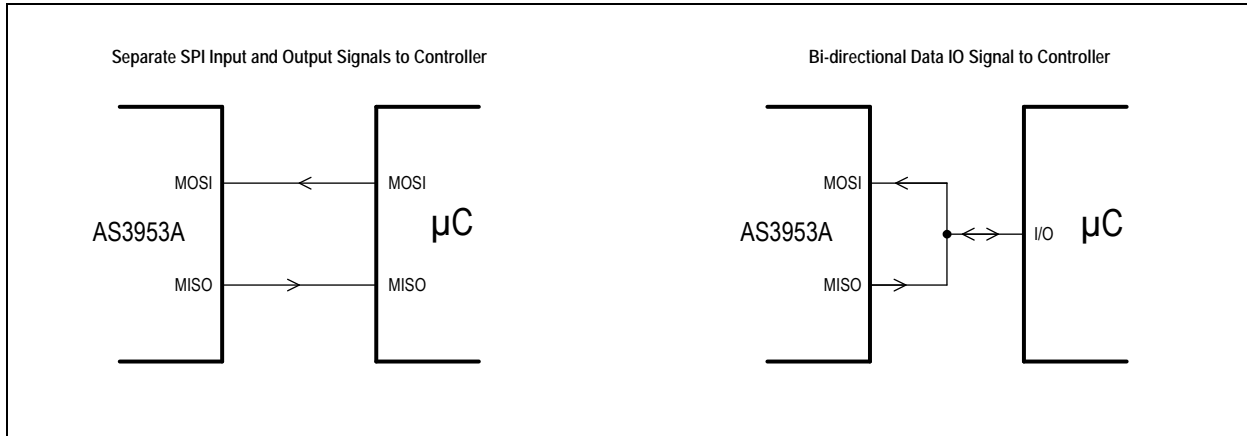 Separate SPI Input and Output Signals to Controller
MOSI
MOSI
AS3953A
µC
MISO
MISO
Bi-directional Data IO Signal to Controller
MOSI
AS3953A
I/O
µC
MISO